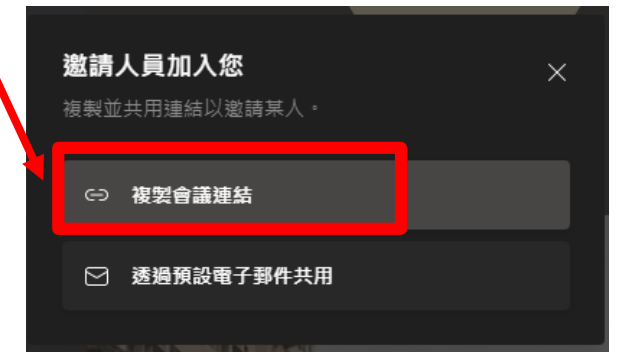 邀請人員加入您
複製並共用連結以邀請某人。
複製會議連結
透過預設電子郵件共用